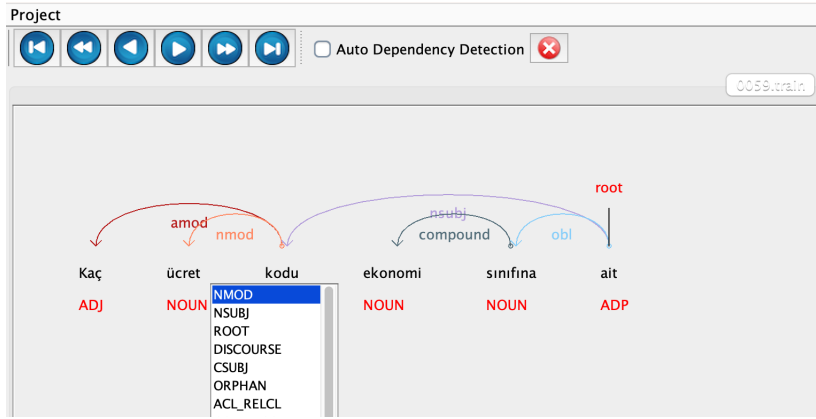 Project
Auto Dependency Detection
0059.train
root
amod nmod nsubj compound obl
Kaç ücret kodu ekonomi sınıfına ait
ADJ NOUN NOUN NOUN ADP
NMOD
NSUBJ
ROOT
DISCOURSE
CSUBJ
ORPHAN
ACL_RELCL